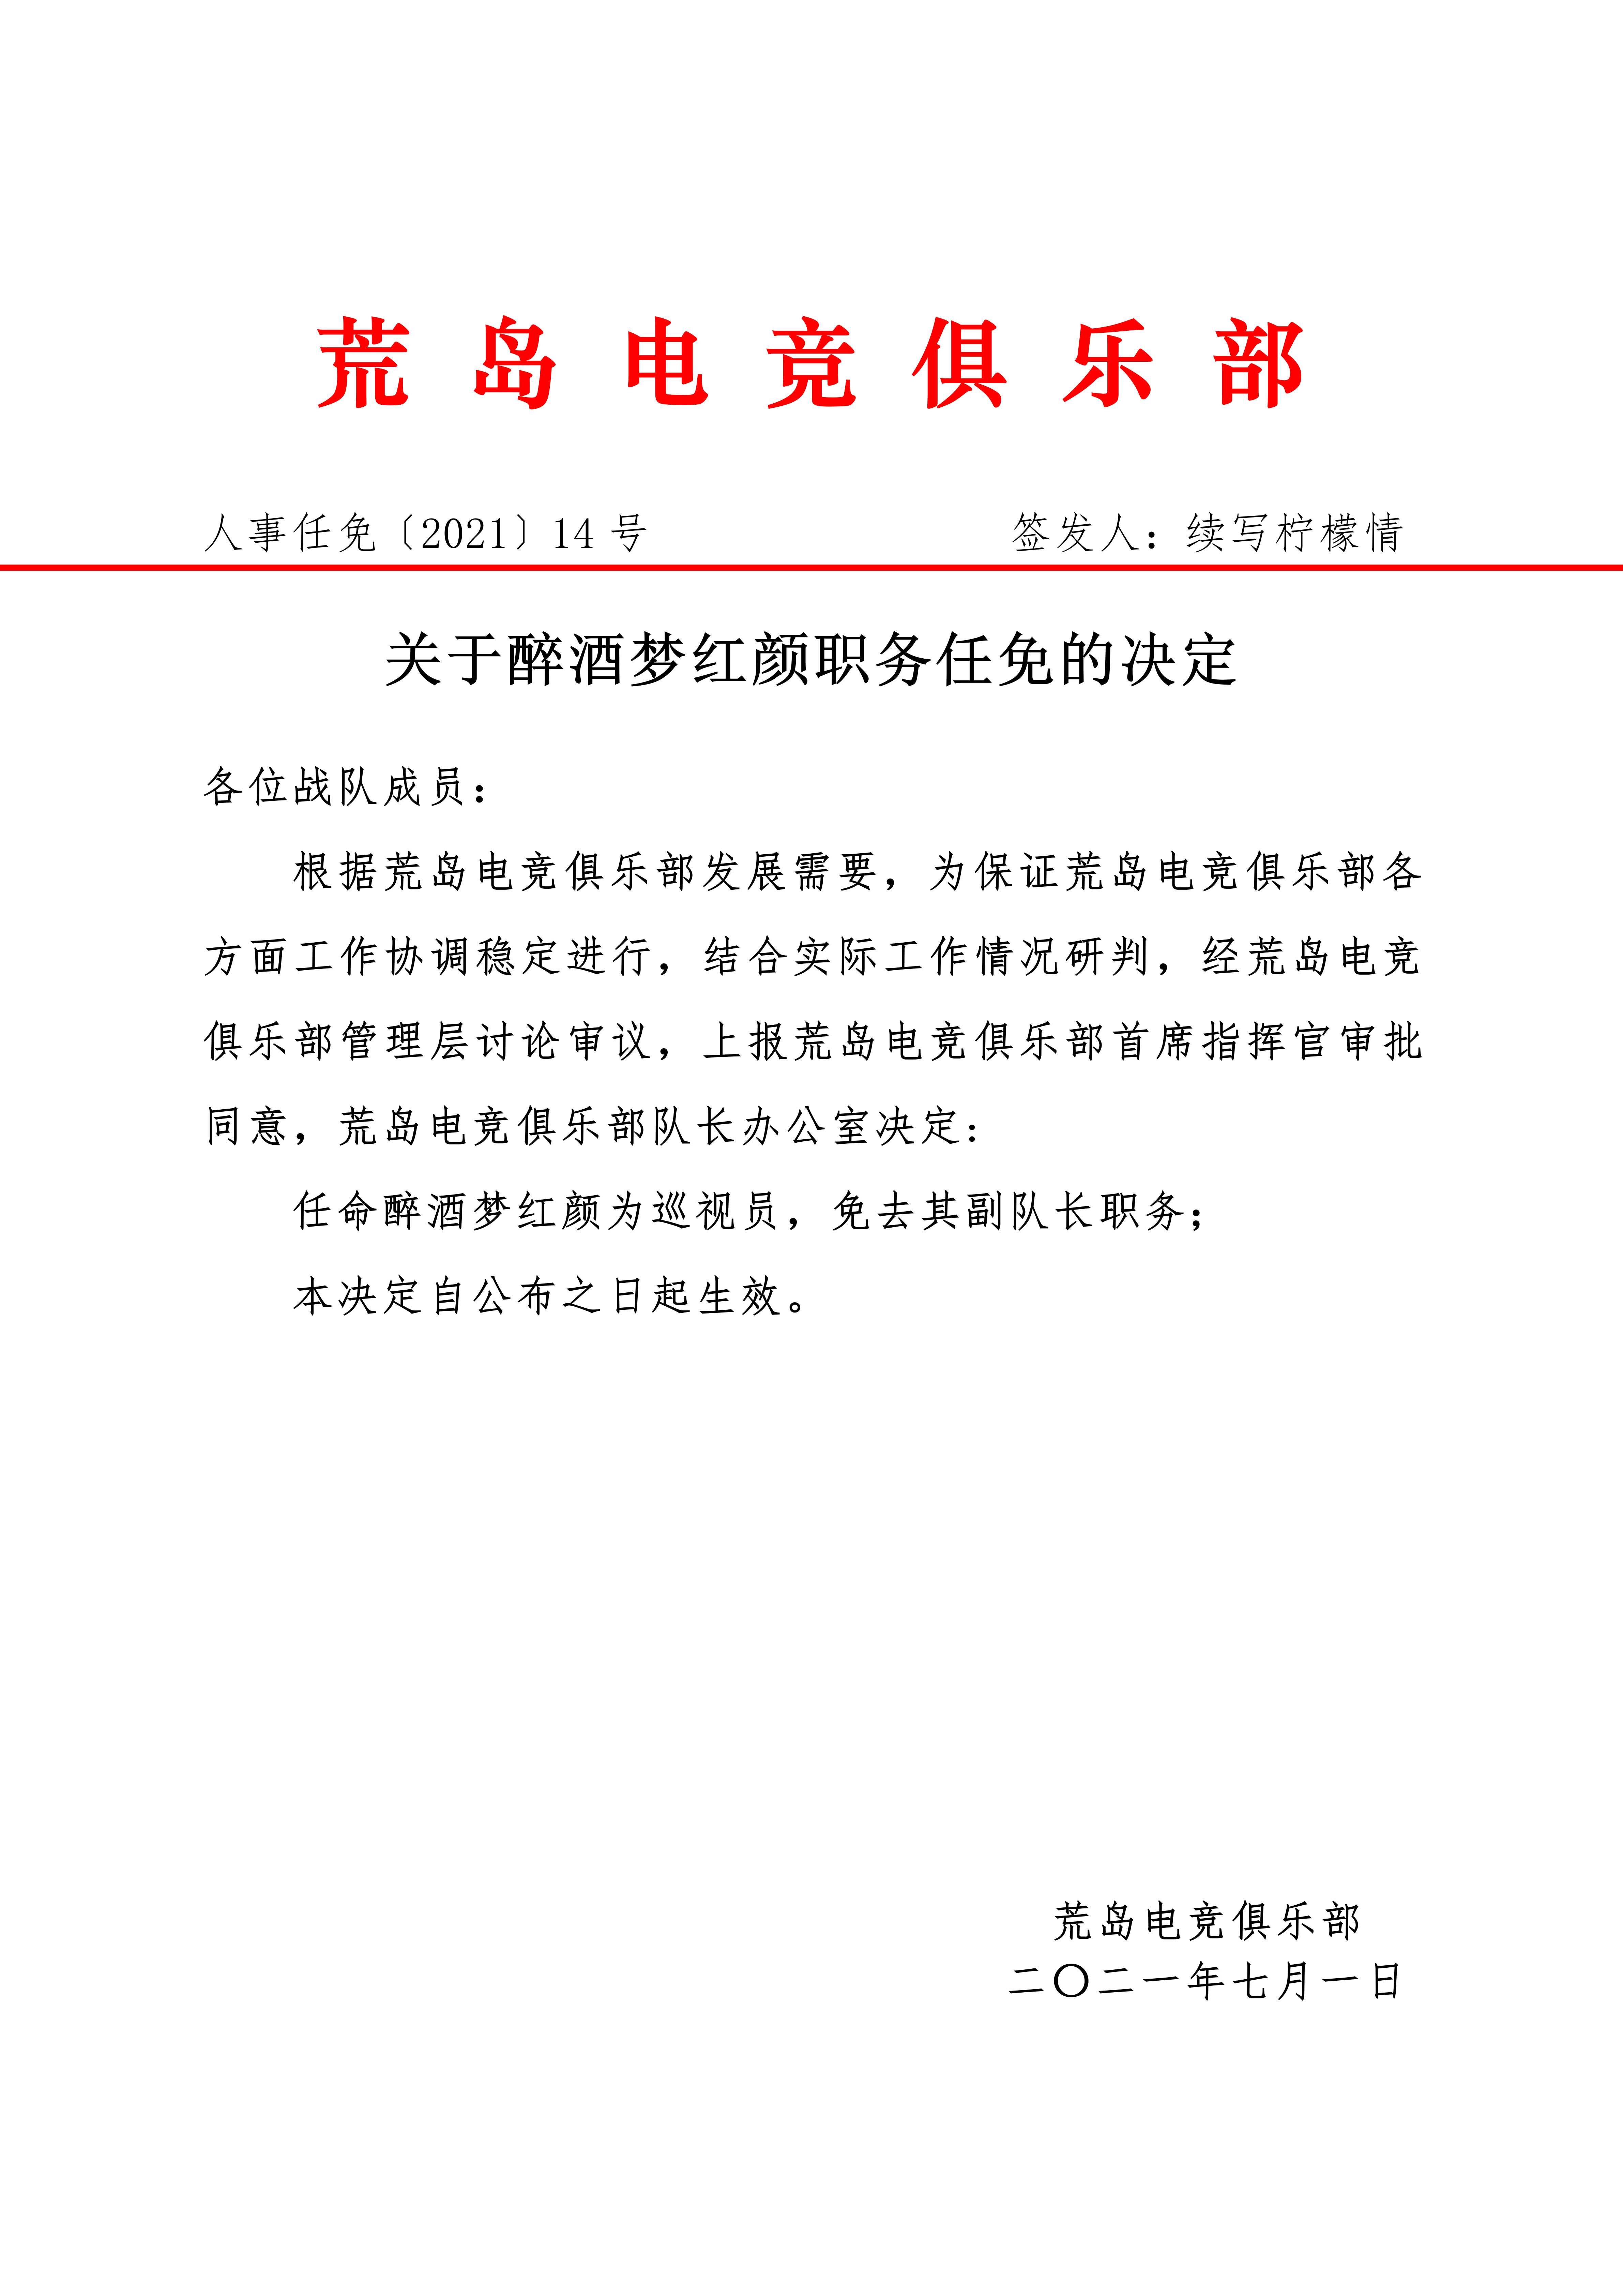 荒岛电竞俱乐部
人事任免〔2021〕14 号 签发人：续写柠檬情
关于醉酒梦红颜职务任免的决定
各位战队成员：
根据荒岛电竞俱乐部发展需要，为保证荒岛电竞俱乐部各
方面工作协调稳定进行，结合实际工作情况研判，经荒岛电竞
俱乐部管理层讨论审议，上报荒岛电竞俱乐部首席指挥官审批
同意，荒岛电竞俱乐部队长办公室决定：
任命醉酒梦红颜为巡视员，免去其副队长职务；
本决定自公布之日起生效。
荒岛电竞俱乐部
二〇二一年七月一日